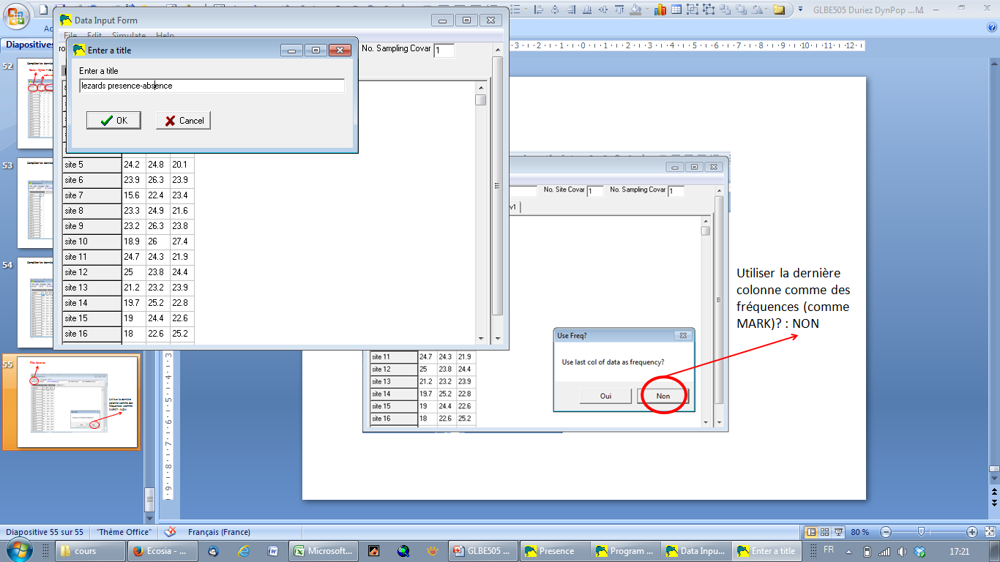 GLBE505 Duriez DynPop ...M.
Data Input Form
File Edit Simulate Help
No. Sampling Covar 1
Enter a title
Enter a title
lezards presence-absence
OK
Cancel
site 5 24.2 24.8 20.1
site 6 23.9 26.3 23.9
site 7 15.6 22.4 23.4
site 8 23.3 24.9 21.6
site 9 23.2 26.3 23.8
site 10 18.9 26 27.4
site 11 24.7 24.3 21.9
site 12 25 23.8 24.4
site 13 21.2 23.2 23.9
site 14 19.7 25.2 22.8
site 15 19 24.4 22.6
site 16 18 22.6 25.2
Diapositives
52
53
54
55
No. Site Covar 1 No. Sampling Covar 1
v1
Utiliser la dernière
colonne comme des
fréquences (comme
MARK)? : NON
Use Freq?
Use last col of data as frequency?
Oui
Non
site 11 24.7 24.3 21.9
site 12 25 23.8 24.4
site 13 21.2 23.2 23.9
site 14 19.7 25.2 22.8
site 15 19 24.4 22.6
site 16 18 22.6 25.2
Diapositive 55 sur 55
"Thème Office"
Français (France)
80 %
cours
Ecosia - ...
Microsoft...
GLBE505 ...
Presence
Program ...
Data Inpu...
Enter a title
FR
17:21